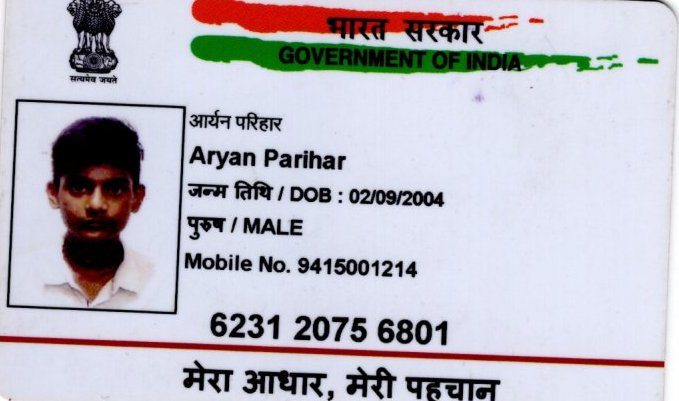 भारत सरकार
GOVERNMENT OF INDIA
सत्यमेव जयते
आर्यन परिहार
Aryan Parihar
जन्म तिथि / DOB : 02/09/2004
पुरुष / MALE
Mobile No. 9415001214
6231 2075 6801
मेरा आधार, मेरी पहचान